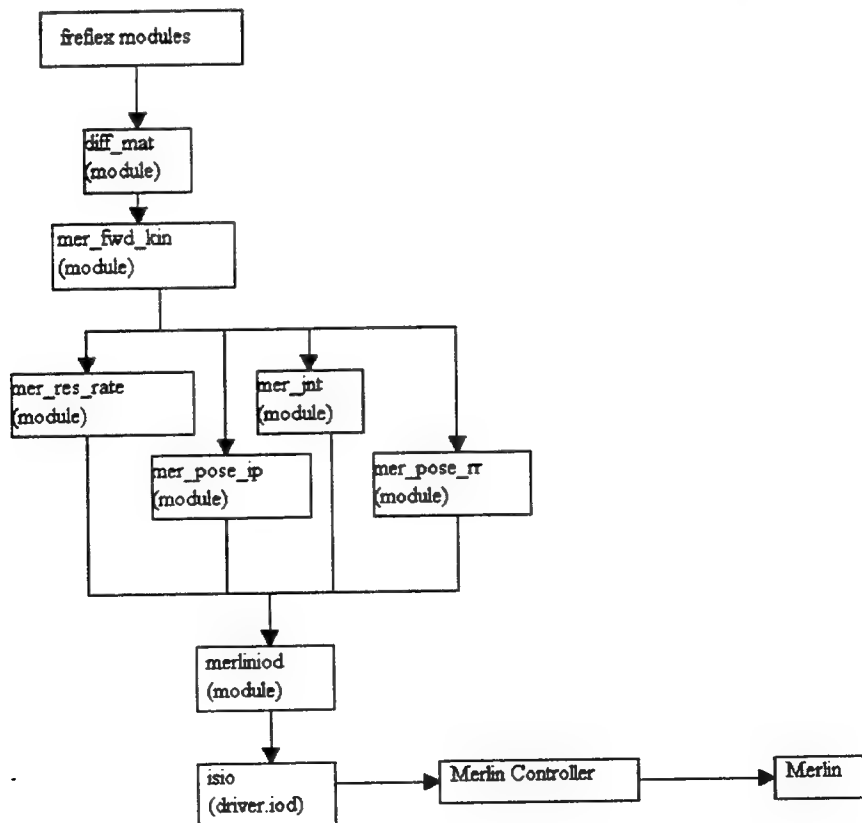 freflex modules
diff_mat
(module)
mer_fwd_kin
(module)
mer_res_rate
(module)
mer_jnt
(module)
mer_pose_ip
(module)
mer_pose_rr
(module)
merliniod
(module)
isio
(driver.iod)
Merlin Controller
Merlin